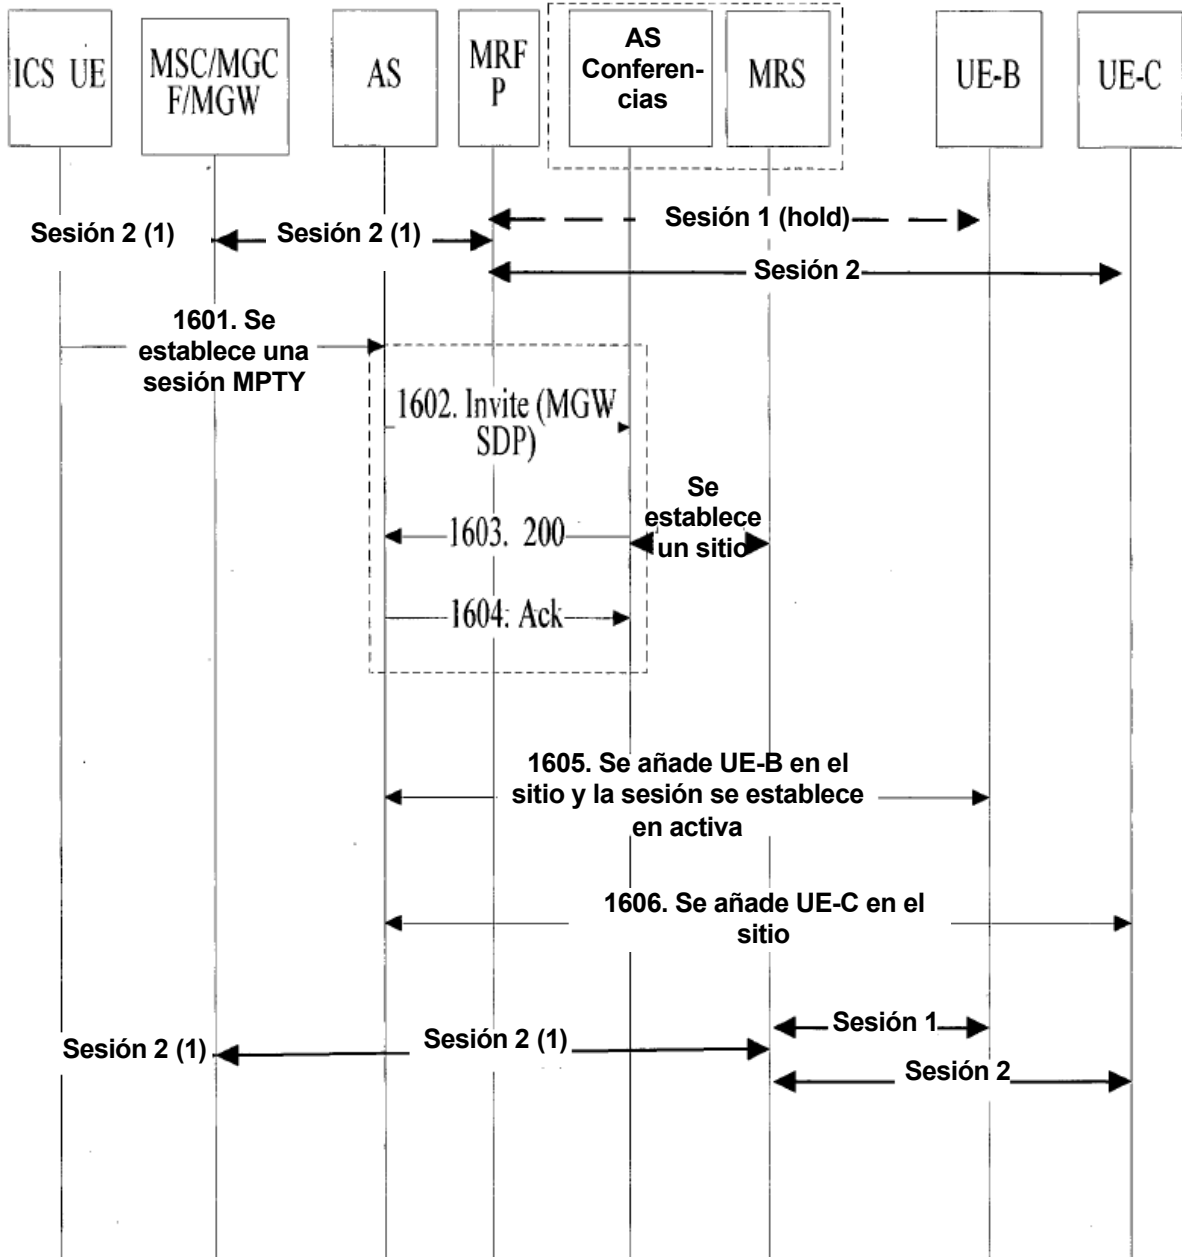 ICS UE
MSC/MGC
F/MGW
AS
MRF
P
AS
Conferen-
cias
MRS
UE-B
UE-C
Sesión 2 (1)
Sesión 2 (1)
Sesión 1 (hold)
Sesión 2
1601. Se
establece una
sesión MPTY
1602. Invite (MGW
SDP)
Se
establece
un sitio
1603. 200
1604. Ack
1605. Se añade UE-B en el
sitio y la sesión se establece
en activa
1606. Se añade UE-C en el
sitio
Sesión 1
Sesión 2 (1)
Sesión 2 (1)
Sesión 2